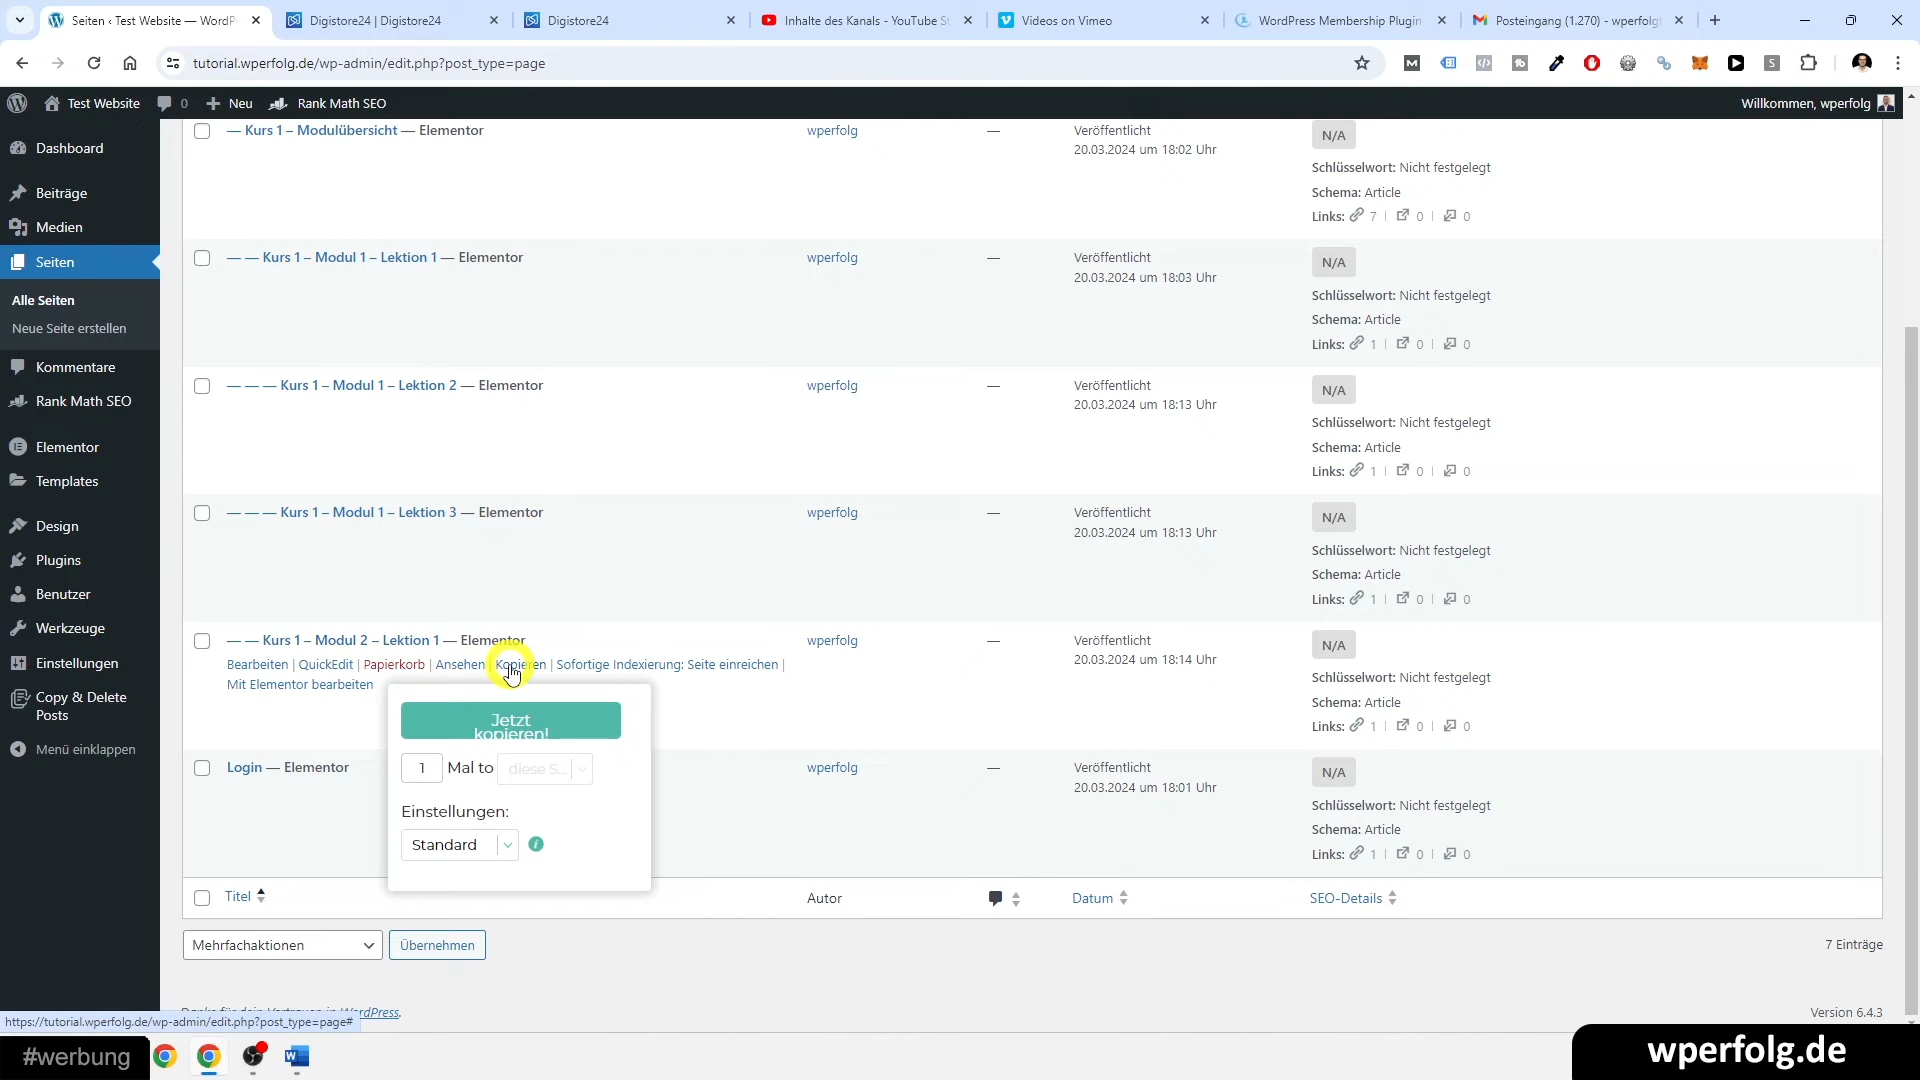 Seiten ‹ Test Website — WordP
Digistore24 | Digistore24
Digistore24
Inhalte des Kanals - YouTube St
Videos on Vimeo
WordPress Membership Plugin
Posteingang (1.270) - wperfolgt
tutorial.wperfolg.de/wp-admin/edit.php?post_type=page
Test Website
0
Neu
Rank Math SEO
Willkommen, wperfolg
Dashboard
Beiträge
Medien
Seiten
Alle Seiten
Neue Seite erstellen
Kommentare
Rank Math SEO
Elementor
Templates
Design
Plugins
Benutzer
Werkzeuge
Einstellungen
Copy & Delete
Posts
Menü einklappen
— Kurs 1 – Modulübersicht — Elementor
wperfolg
—
Veröffentlicht
20.03.2024 um 18:02 Uhr
N/A
Schlüsselwort: Nicht festgelegt
Schema: Article
Links: 7 | 0 | 0
— — Kurs 1 – Modul 1 – Lektion 1 — Elementor
wperfolg
—
Veröffentlicht
20.03.2024 um 18:03 Uhr
N/A
Schlüsselwort: Nicht festgelegt
Schema: Article
Links: 1 | 0 | 0
— — — Kurs 1 – Modul 1 – Lektion 2 — Elementor
wperfolg
—
Veröffentlicht
20.03.2024 um 18:13 Uhr
N/A
Schlüsselwort: Nicht festgelegt
Schema: Article
Links: 1 | 0 | 0
— — — Kurs 1 – Modul 1 – Lektion 3 — Elementor
wperfolg
—
Veröffentlicht
20.03.2024 um 18:13 Uhr
N/A
Schlüsselwort: Nicht festgelegt
Schema: Article
Links: 1 | 0 | 0
— — Kurs 1 – Modul 2 – Lektion 1 — Elementor
Bearbeiten | QuickEdit | Papierkorb | Ansehen | Kopieren | Sofortige Indexierung: Seite einreichen |
Mit Elementor bearbeiten
wperfolg
—
Veröffentlicht
20.03.2024 um 18:14 Uhr
N/A
Schlüsselwort: Nicht festgelegt
Schema: Article
Links: 1 | 0 | 0
Jetzt
kopieren!
1 Mal to diese S...
Einstellungen:
Standard
Login — Elementor
wperfolg
—
Veröffentlicht
20.03.2024 um 18:01 Uhr
N/A
Schlüsselwort: Nicht festgelegt
Schema: Article
Links: 1 | 0 | 0
Titel
Autor
Datum
SEO-Details
Mehrfachaktionen
Übernehmen
7 Einträge
Danke für dein Vertrauen in WordPress.
Version 6.4.3
https://tutorial.wperfolg.de/wp-admin/edit.php?post_type=page#
#werbung
wperfolg.de